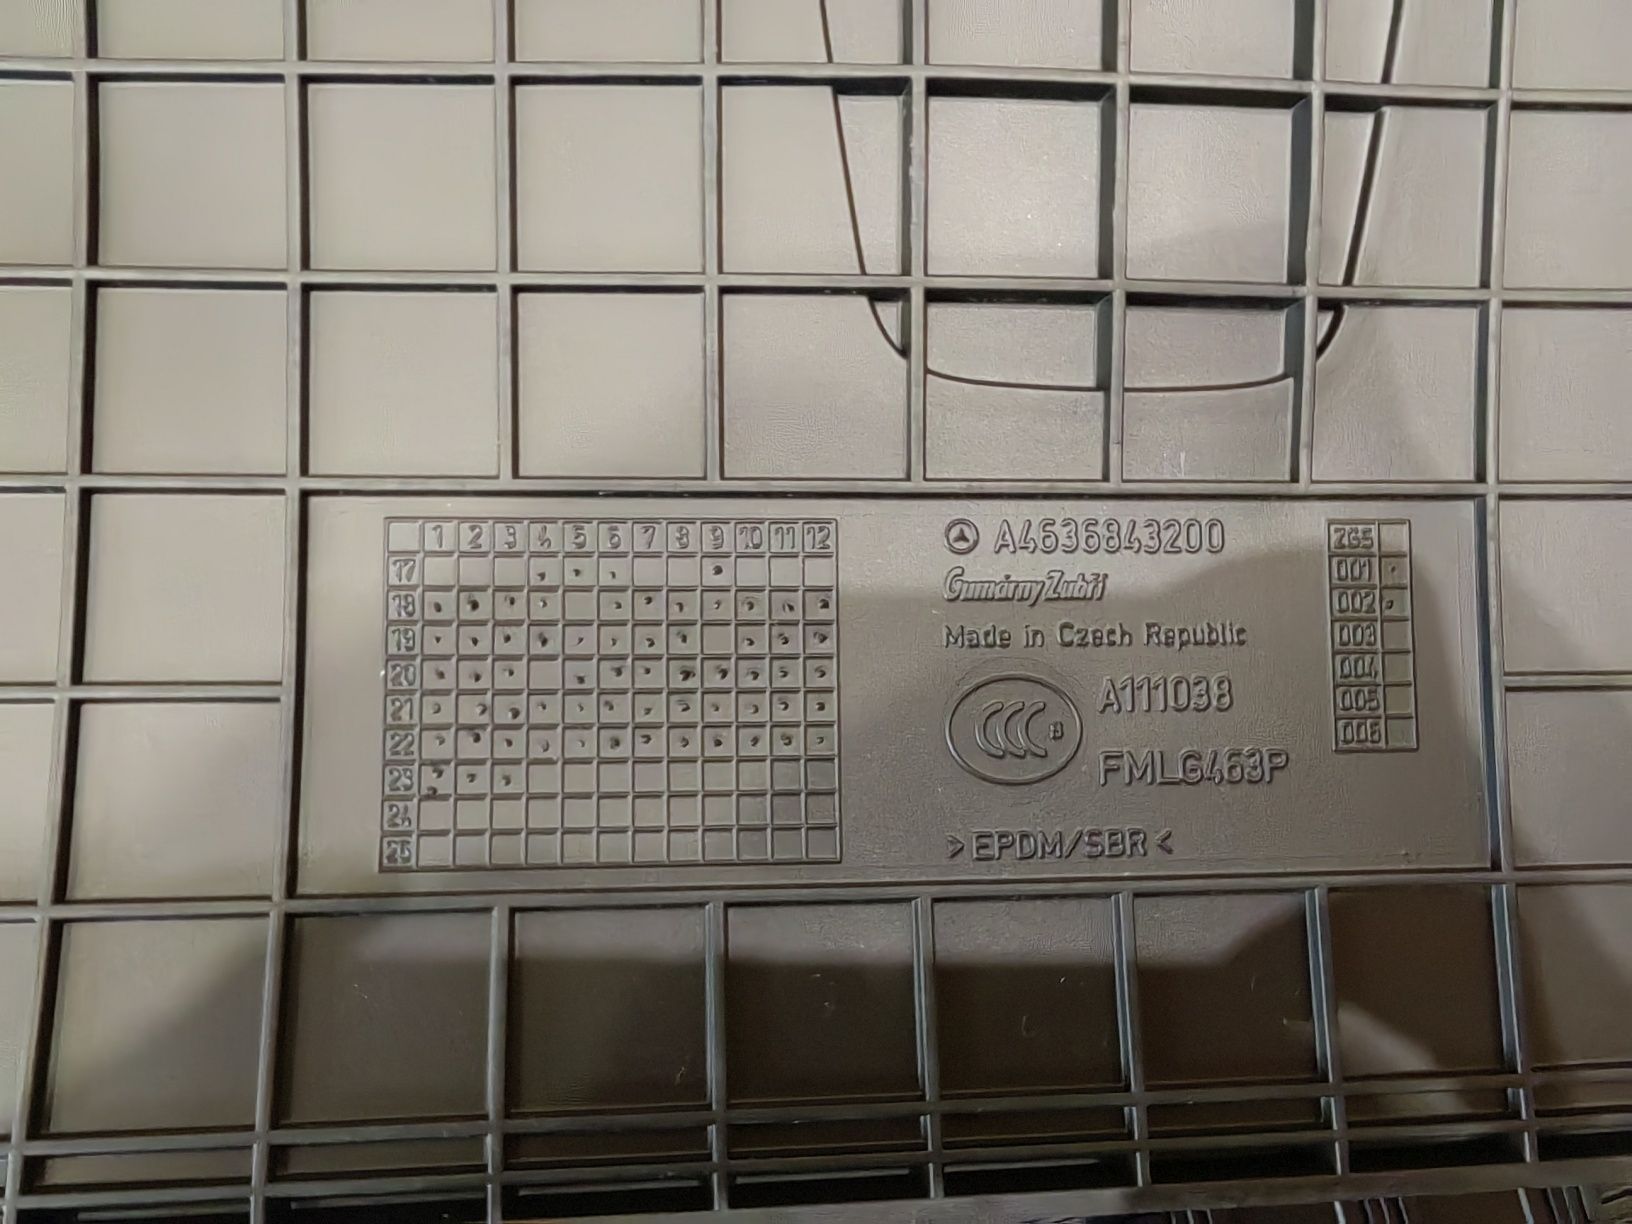 1 2 3 4 5 6 7 8 9 10 11 12
17
18
19
20
21
22
23
24
25
A4636843200
Gumárny Zubří
Made in Czech Republic
CCC A111038
FMLG463P
>EPDM/SBR<
ZGS
001
002
003
004
005
006